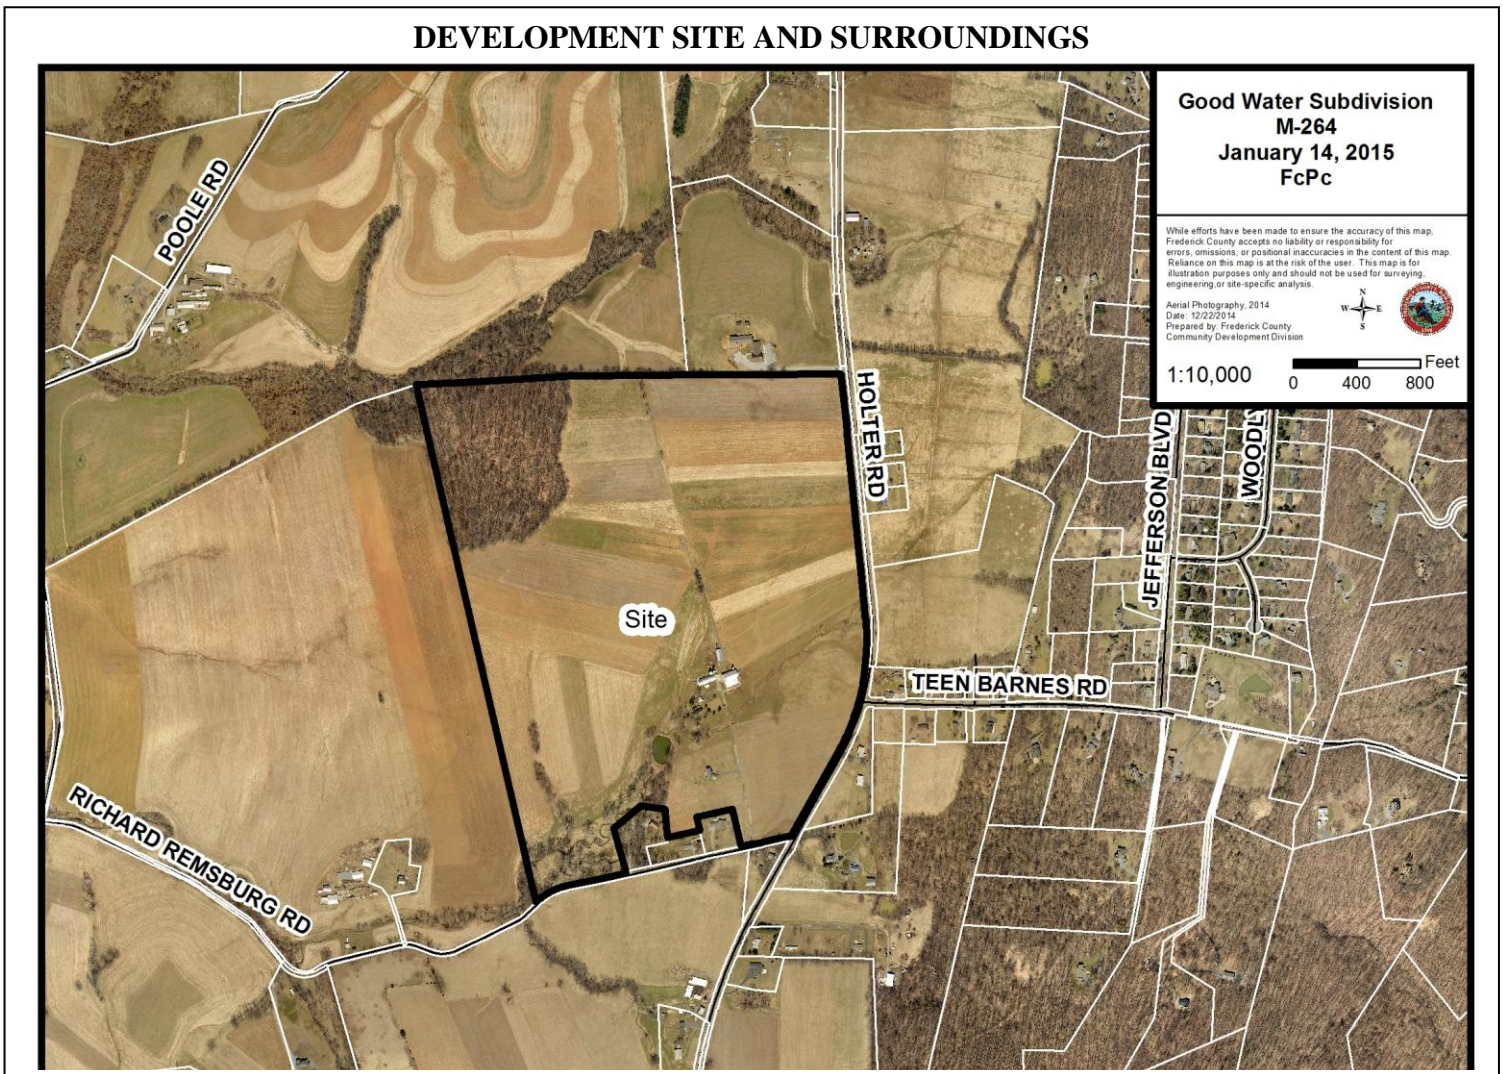 DEVELOPMENT SITE AND SURROUNDINGS
Good Water Subdivision
M-264
January 14, 2015
FcPc
While efforts have been made to ensure the accuracy of this map,
Frederick County accepts no liability or responsibility for
errors, omissions, or positional inaccuracies in the content of this map.
Reliance on this map is at the risk of the user. This map is for
illustration purposes only and should not be used for surveying,
engineering,or site-specific analysis.
N
W E
S
Aerial Photography, 2014
Date: 12/22/2014
Prepared by: Frederick County
Community Development Division
1:10,000
Feet
0 400 800
POOLE RD
HOLTER RD
JEFFERSON BLVD
WOODLY
Site
TEEN BARNES RD
RICHARD REMSBURG RD